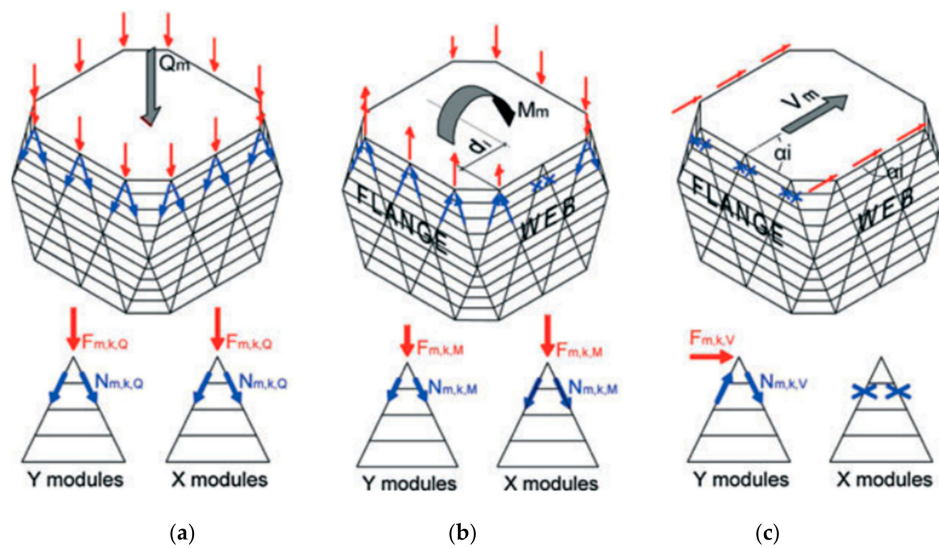 Qm
Mm
di
FLANGE
WEB
Vm
αi
αi
FLANGE
WEB
Fm,k,Q
Fm,k,Q
Nm,k,Q
Nm,k,Q
Y modules
X modules
Fm,k,M
Fm,k,M
Nm,k,M
Nm,k,M
Y modules
X modules
Fm,k,V
Nm,k,V
Y modules
X modules
(a)
(b)
(c)